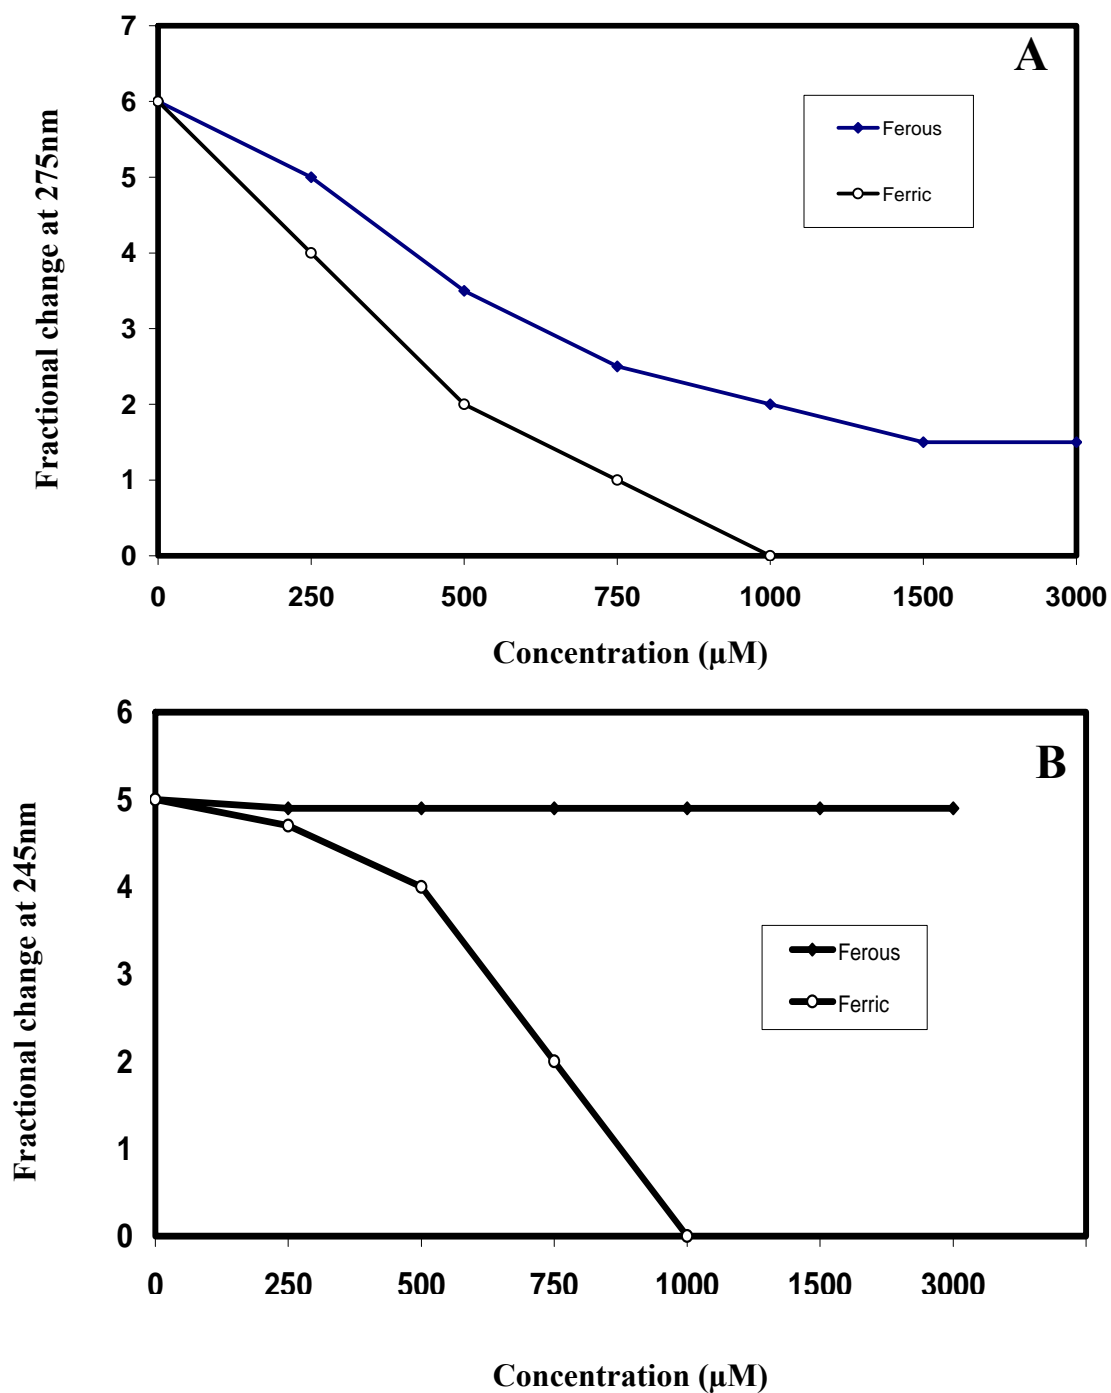 7
A
6
Ferous
5
Ferric
4
3
2
1
0
Fractional change at 275nm
0 250 500 750 1000 1500 3000
Concentration (µM)
6
B
5
4
3
Ferous
Ferric
2
1
0
Fractional change at 245nm
0 250 500 750 1000 1500 3000
Concentration (µM)